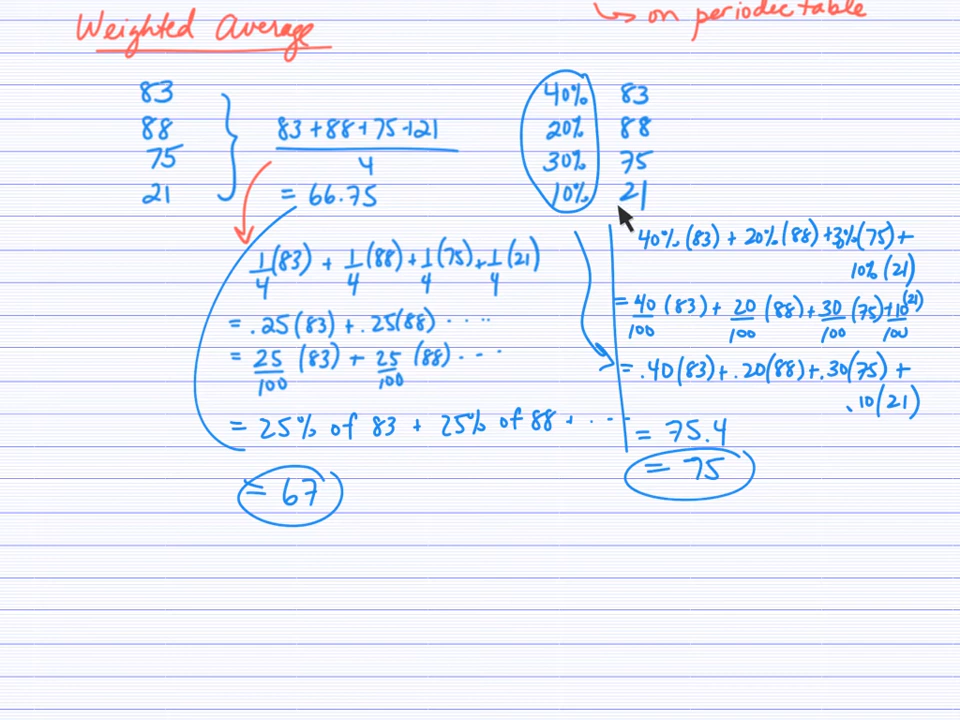 Weighted Average
↳ on periodic table
83
88
75
21
83+88+75+21
4
= 66.75
1/4(83) + 1/4(88) + 1/4(75) + 1/4(21)
= .25(83) + .25(88) · · · ·
= 25/100 (83) + 25/100 (88) · · ·
= 25% of 83 + 25% of 88 + · · ·
= 67
40% 83
20% 88
30% 75
10% 21
40%(83) + 20%(88) + 30%(75) +
10%(21)
= 40/100 (83) + 20/100 (88) + 30/100 (75) + 10/100 (21)
= .40(83) + .20(88) + .30(75) +
.10(21)
= 75.4
= 75